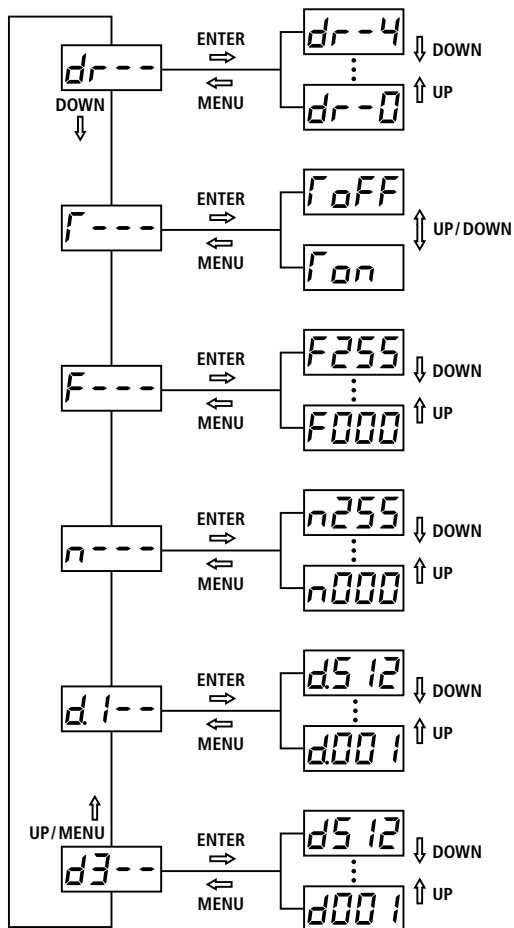 dr--
ENTER
MENU
dr-4
dr-0
DOWN
UP
DOWN
Γ---
ENTER
MENU
ΓoFF
Γon
UP/DOWN
F---
ENTER
MENU
F255
F000
DOWN
UP
n---
ENTER
MENU
n255
n000
DOWN
UP
d.1--
ENTER
MENU
d.512
d.001
DOWN
UP
UP/MENU
d3--
ENTER
MENU
d512
d001
DOWN
UP